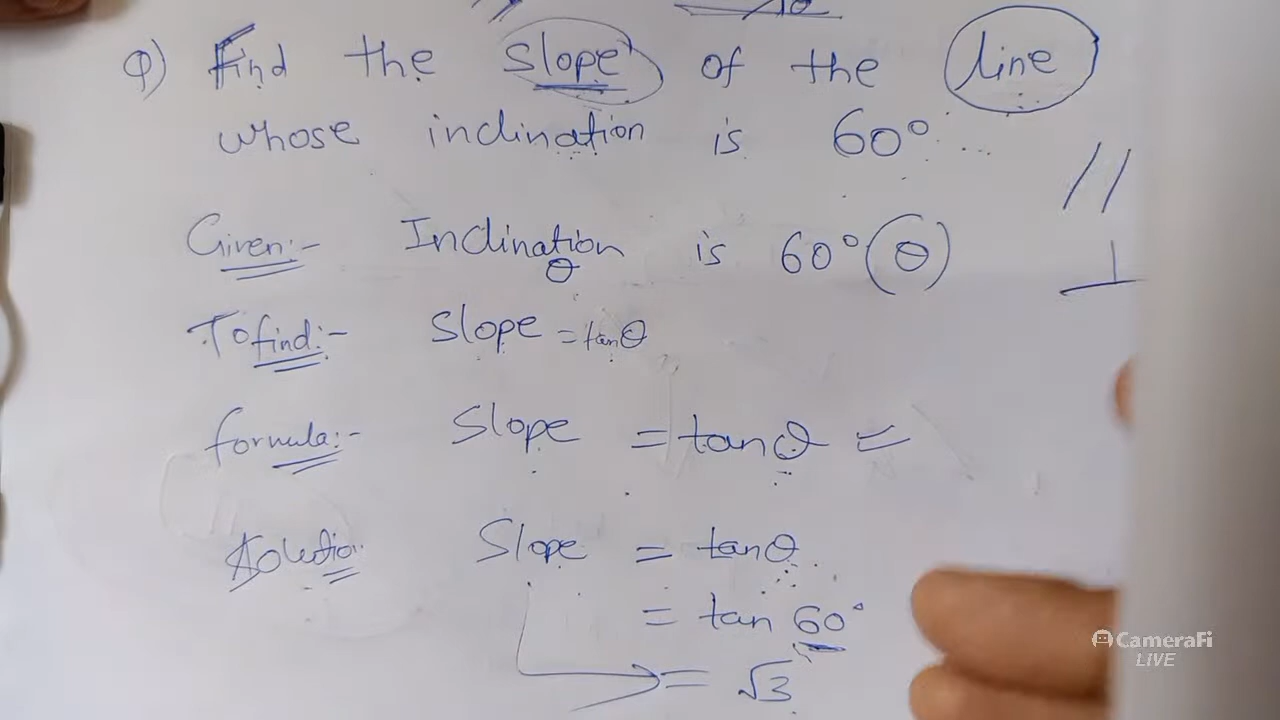 Q) Find the slope of the line
whose inclination is 60°
//
Given:- Inclination is 60° (θ)
θ
⊥
To find:- Slope = tanθ
formula:- Slope = tanθ =
Solution Slope = tanθ
= tan 60°
= √3
CameraFi
LIVE